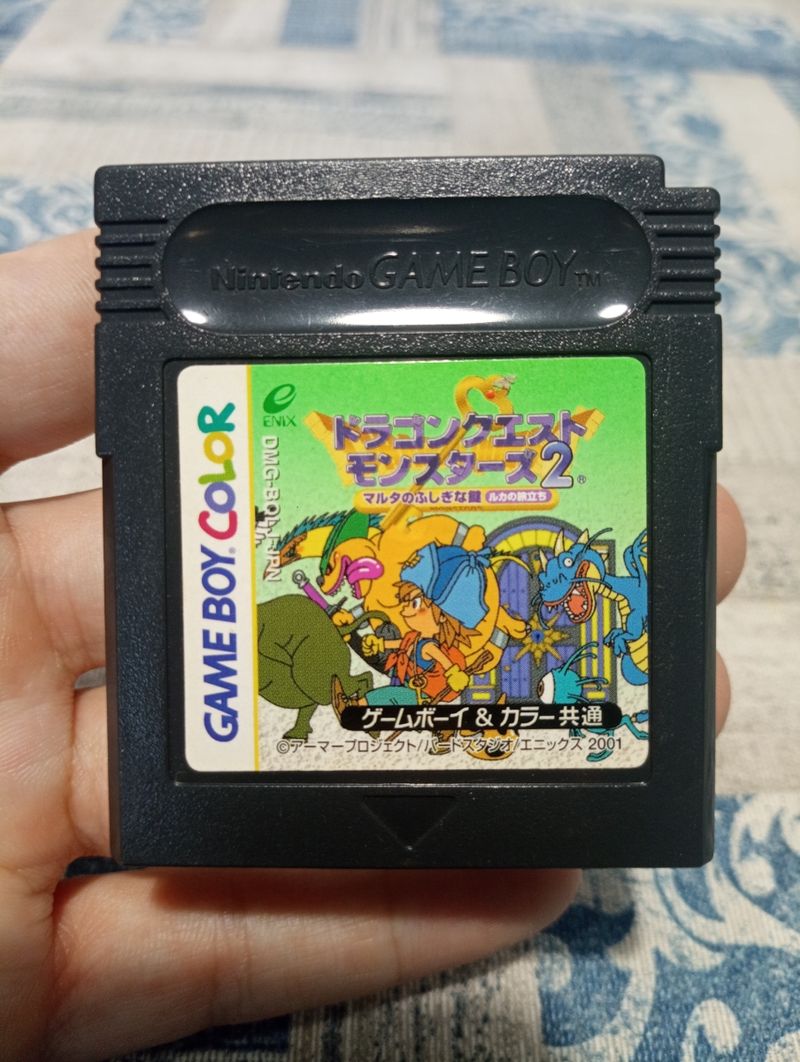 Nintendo GAME BOY™
GAME BOY® COLOR
ENIX
DMG-BQLJ-JPN
ドラゴンクエスト
モンスターズ2®
マルタのふしぎな鍵 ルカの旅立ち
ゲームボーイ & カラー共通
©アーマープロジェクト/バードスタジオ/エニックス 2001